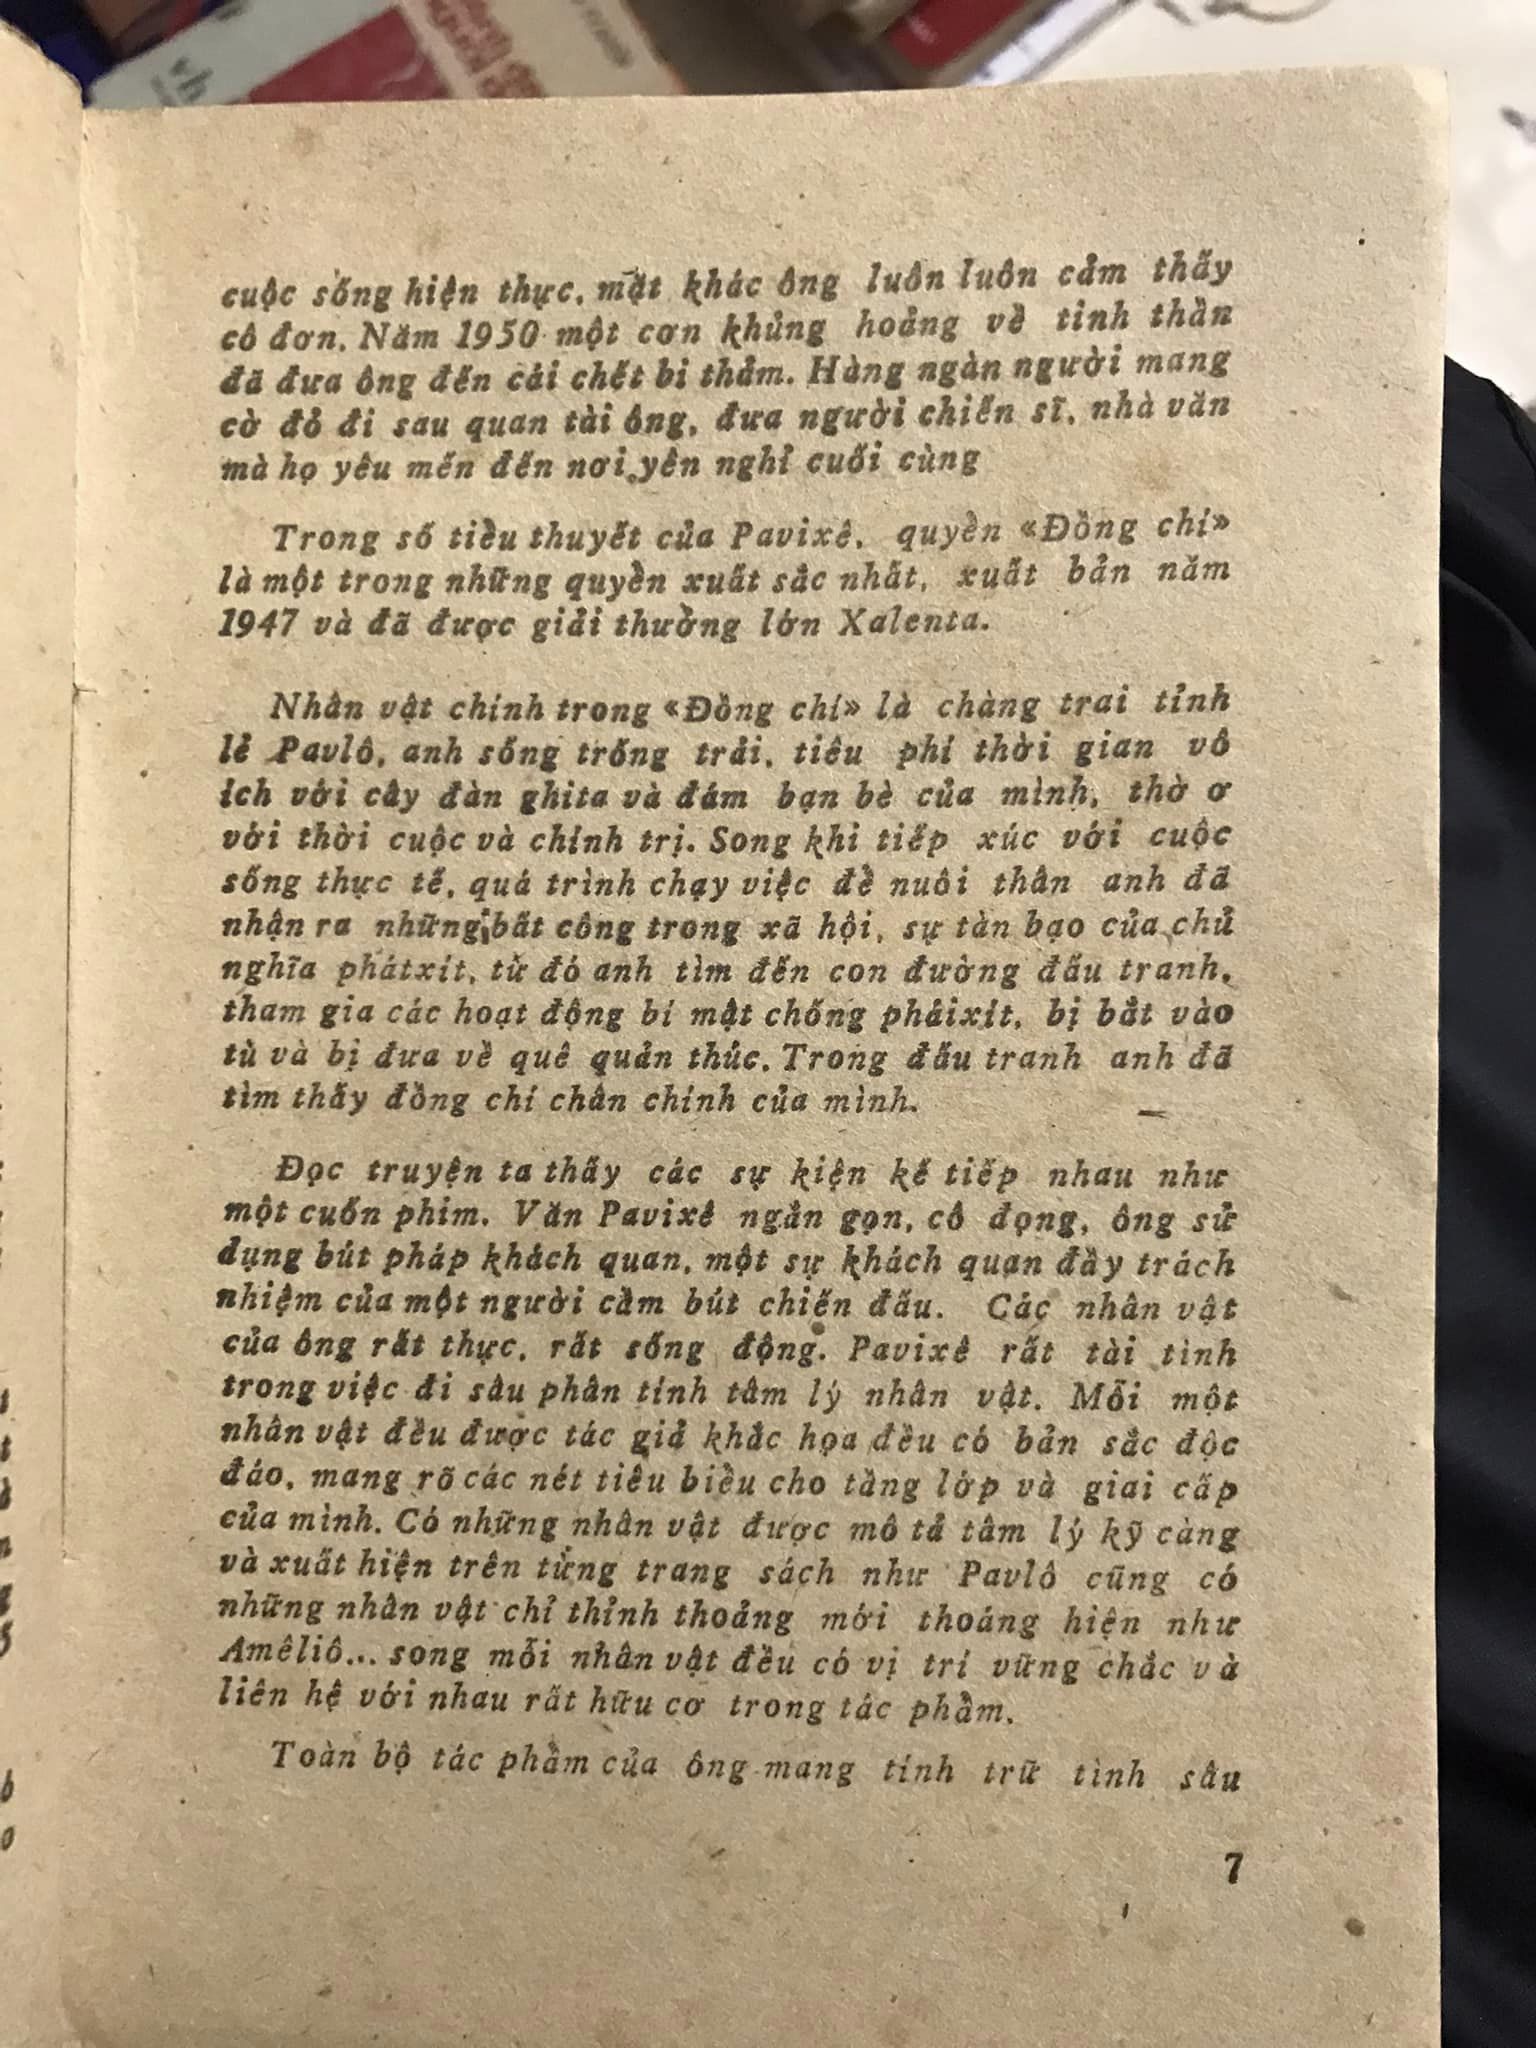 cuộc sống hiện thực, mặt khác ông luôn luôn cảm thấy
cô đơn. Năm 1950 một cơn khủng hoảng về tinh thần
đã đưa ông đến cái chết bi thảm. Hàng ngàn người mang
cờ đỏ đi sau quan tài ông, đưa người chiến sĩ, nhà văn
mà họ yêu mến đến nơi yên nghỉ cuối cùng
Trong số tiểu thuyết của Pavixê, quyển «Đồng chí»
là một trong những quyển xuất sắc nhất, xuất bản năm
1947 và đã được giải thưởng lớn Xalenta.
Nhân vật chính trong «Đồng chí» là chàng trai tỉnh
lẻ Pavlô, anh sống trống trải, tiêu phí thời gian vô
ích với cây đàn ghita và đám bạn bè của mình, thờ ơ
với thời cuộc và chính trị. Song khi tiếp xúc với cuộc
sống thực tế, quá trình chạy việc để nuôi thân anh đã
nhận ra những bất công trong xã hội, sự tàn bạo của chủ
nghĩa phátxít, từ đó anh tìm đến con đường đấu tranh,
tham gia các hoạt động bí mật chống pháixít, bị bắt vào
tù và bị đưa về quê quản thúc. Trong đấu tranh anh đã
tìm thấy đồng chí chân chính của mình.
Đọc truyện ta thấy các sự kiện kế tiếp nhau như
một cuốn phim. Văn Pavixê ngắn gọn, cô đọng, ông sử
dụng bút pháp khách quan, một sự khách quan đầy trách
nhiệm của một người cầm bút chiến đấu. Các nhân vật
của ông rất thực, rất sống động. Pavixê rất tài tình
trong việc đi sâu phân tính tâm lý nhân vật. Mỗi một
nhân vật đều được tác giả khắc họa đều có bản sắc độc
đáo, mang rõ các nét tiêu biểu cho tầng lớp và giai cấp
của mình. Có những nhân vật được mô tả tâm lý kỹ càng
và xuất hiện trên từng trang sách như Pavlô cũng có
những nhân vật chỉ thỉnh thoảng mới thoáng hiện như
Amêliô... song mỗi nhân vật đều có vị trí vững chắc và
liên hệ với nhau rất hữu cơ trong tác phẩm.
Toàn bộ tác phẩm của ông mang tính trữ tình sâu
7